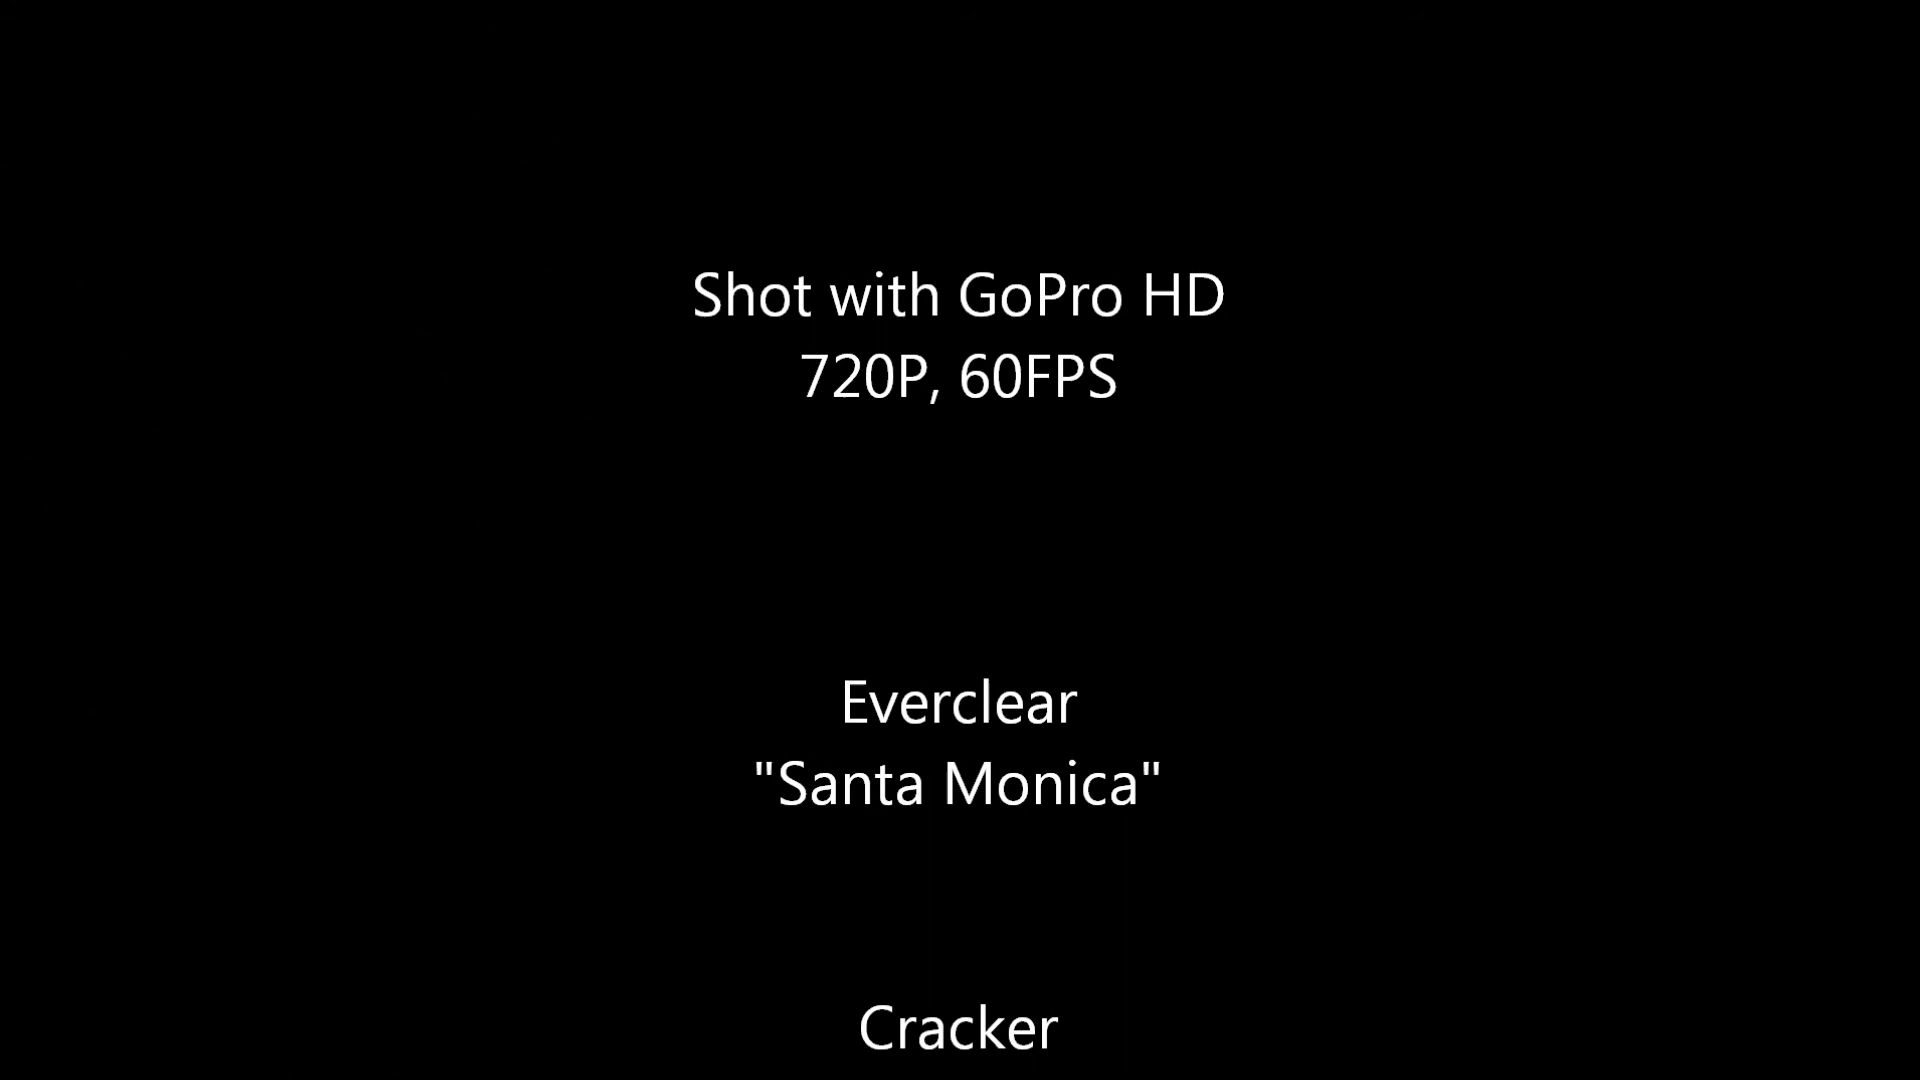 Shot with GoPro HD
720P, 60FPS
Everclear
"Santa Monica"
Cracker